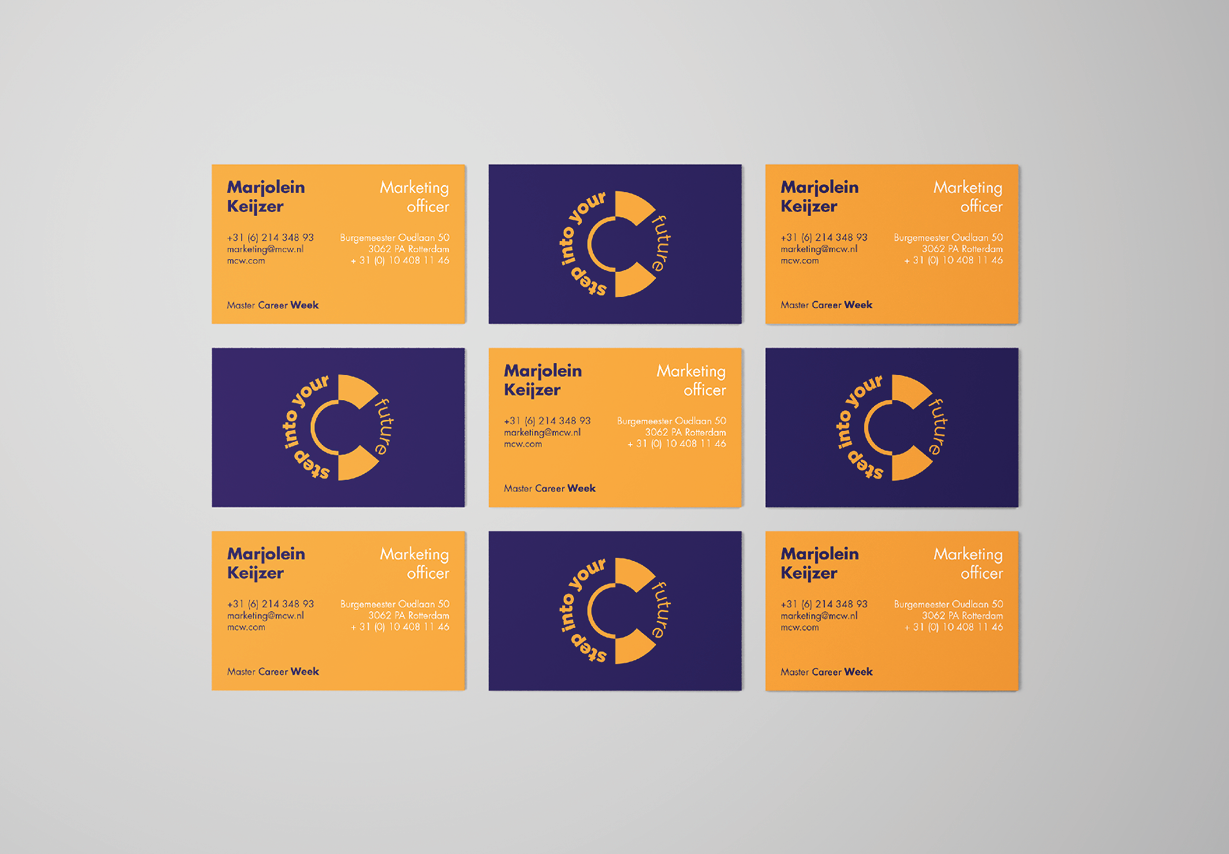 Marjolein
Keijzer
Marketing
officer
+31 (6) 214 348 93
marketing@mcw.nl
mcw.com
Burgemeester Oudlaan 50
3062 PA Rotterdam
+ 31 (0) 10 408 11 46
Master Career Week
step into your future
Marjolein
Keijzer
Marketing
officer
+31 (6) 214 348 93
marketing@mcw.nl
mcw.com
Burgemeester Oudlaan 50
3062 PA Rotterdam
+ 31 (0) 10 408 11 46
Master Career Week
step into your future
Marjolein
Keijzer
Marketing
officer
+31 (6) 214 348 93
marketing@mcw.nl
mcw.com
Burgemeester Oudlaan 50
3062 PA Rotterdam
+ 31 (0) 10 408 11 46
Master Career Week
step into your future
Marjolein
Keijzer
Marketing
officer
+31 (6) 214 348 93
marketing@mcw.nl
mcw.com
Burgemeester Oudlaan 50
3062 PA Rotterdam
+ 31 (0) 10 408 11 46
Master Career Week
step into your future
Marjolein
Keijzer
Marketing
officer
+31 (6) 214 348 93
marketing@mcw.nl
mcw.com
Burgemeester Oudlaan 50
3062 PA Rotterdam
+ 31 (0) 10 408 11 46
Master Career Week